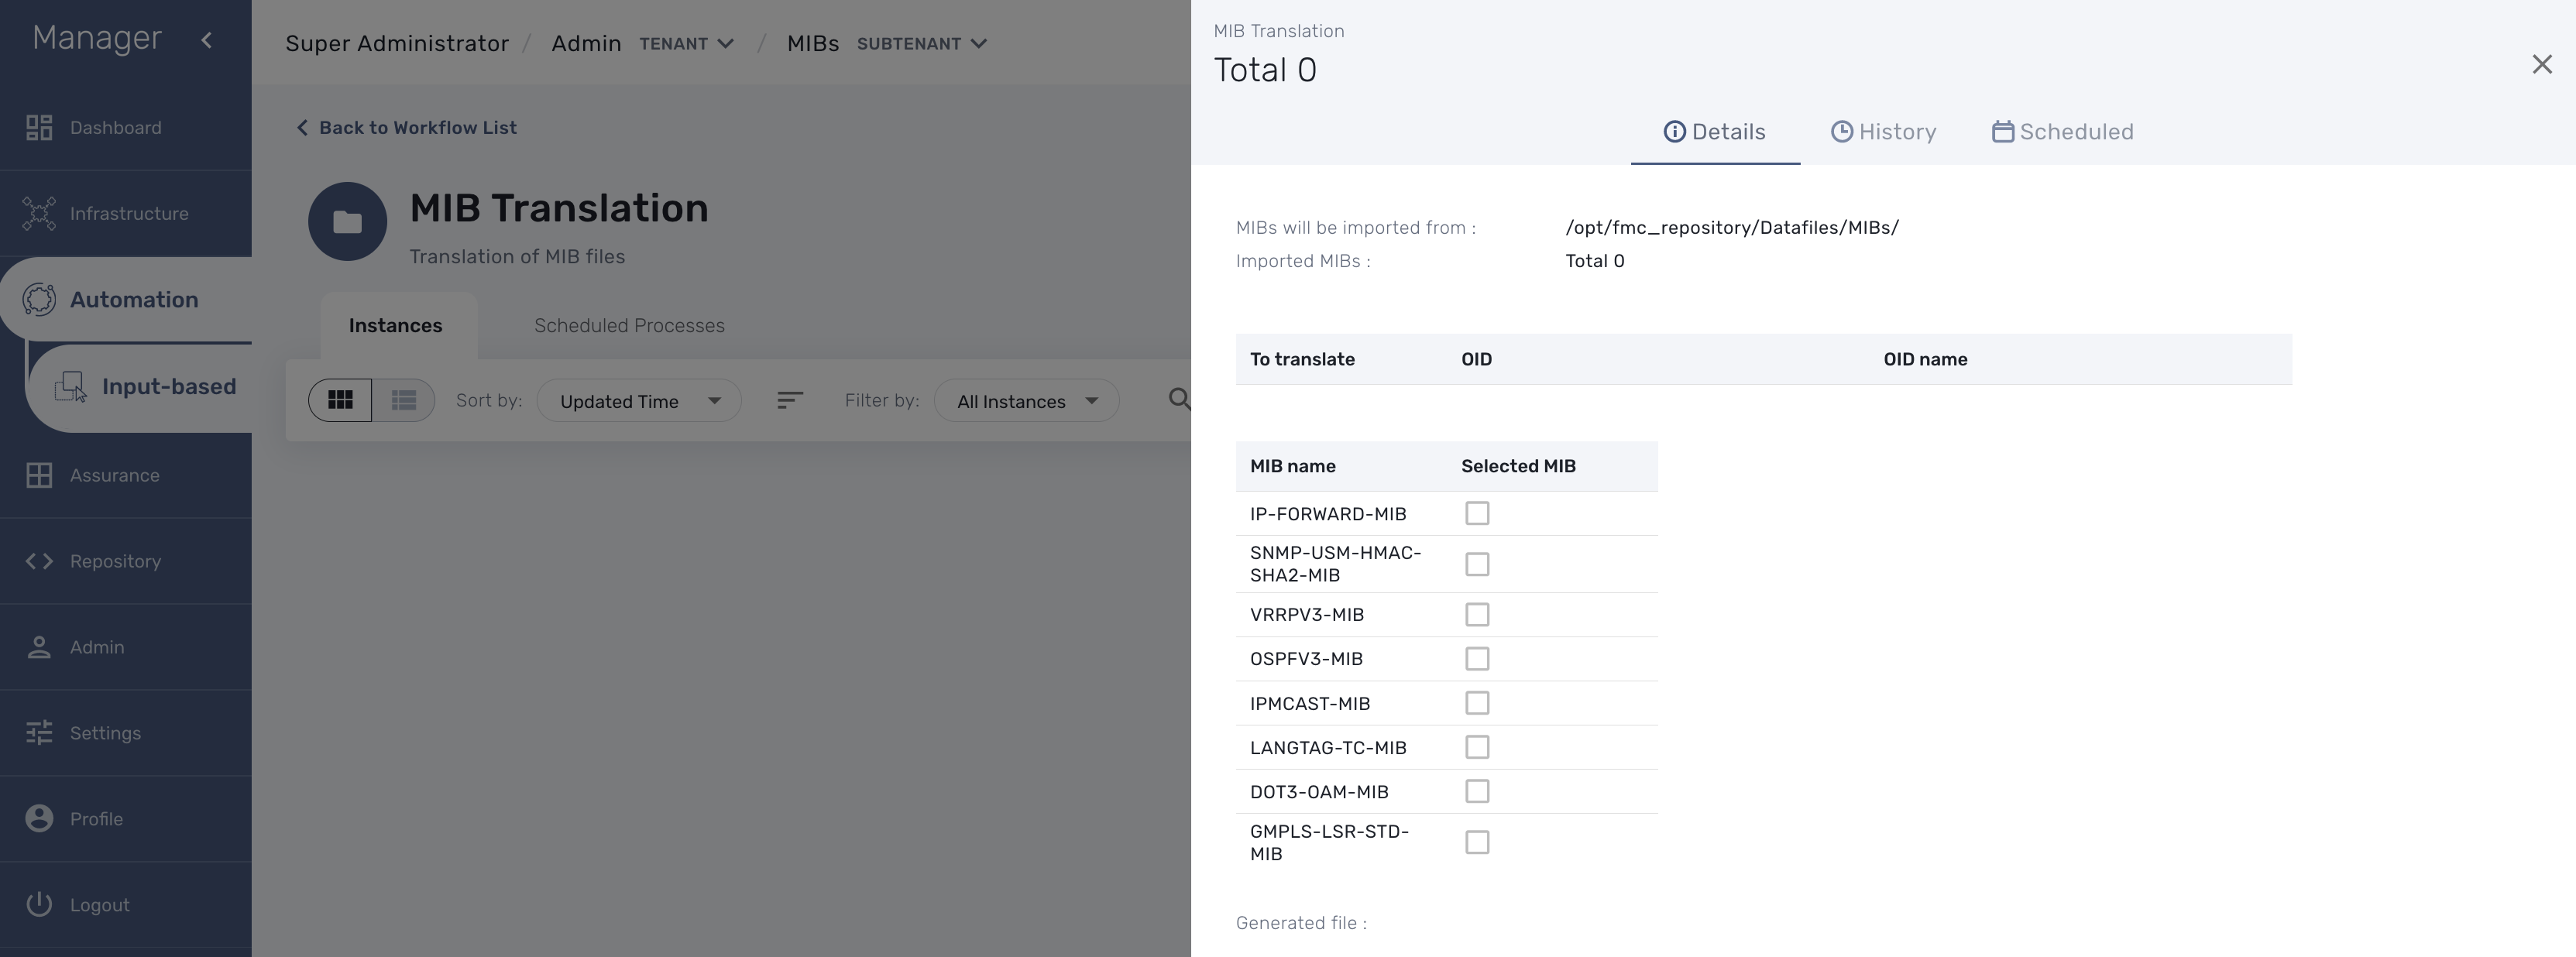 Manager
Dashboard
Infrastructure
Automation
Input-based
Assurance
Repository
Admin
Settings
Profile
Logout
Super Administrator / Admin TENANT / MIBs SUBTENANT
Back to Workflow List
MIB Translation
Translation of MIB files
Instances Scheduled Processes
Sort by: Updated Time Filter by: All Instances
MIB Translation
Total 0
Details History Scheduled
MIBs will be imported from : /opt/fmc_repository/Datafiles/MIBs/
Imported MIBs : Total 0
To translate OID OID name
MIB name Selected MIB
IP-FORWARD-MIB
SNMP-USM-HMAC-
SHA2-MIB
VRRPV3-MIB
OSPFV3-MIB
IPMCAST-MIB
LANGTAG-TC-MIB
DOT3-OAM-MIB
GMPLS-LSR-STD-
MIB
Generated file :